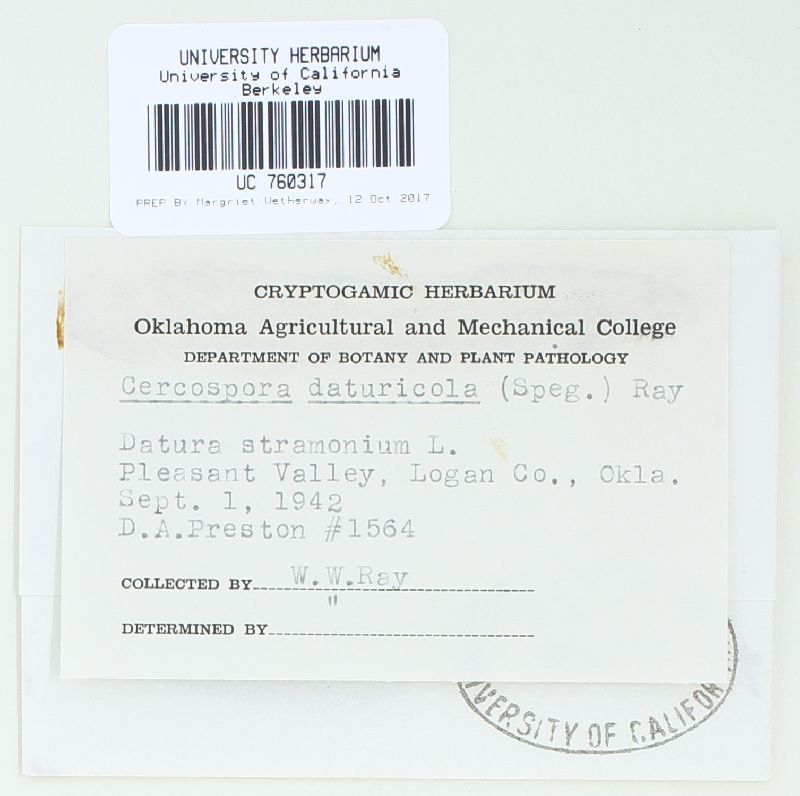 UNIVERSITY HERBARIUM
University of California
Berkeley
UC 760317
PREP BY Margriet Wetherwax, 12 Oct 2017
CRYPTOGAMIC HERBARIUM
Oklahoma Agricultural and Mechanical College
DEPARTMENT OF BOTANY AND PLANT PATHOLOGY
Cercospora daturicola (Speg.) Ray
Datura stramonium L.
Pleasant Valley, Logan Co., Okla.
Sept. 1, 1942
D.A.Preston #1564
COLLECTED BY W.W.Ray
"
DETERMINED BY
VERSITY OF CALIFOR